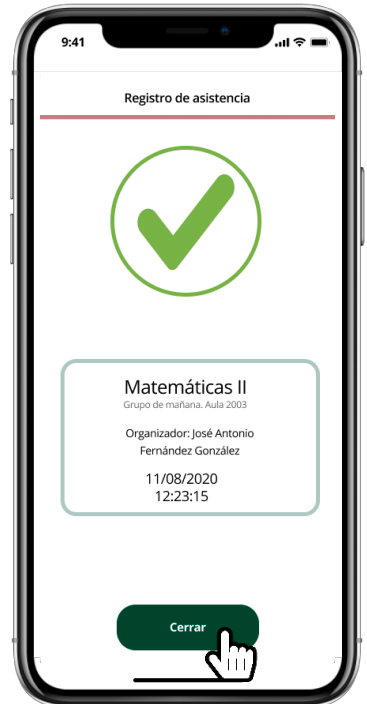 9:41
Registro de asistencia
Matemáticas II
Grupo de mañana. Aula 2003
Organizador: José Antonio
Fernández González
11/08/2020
12:23:15
Cerrar